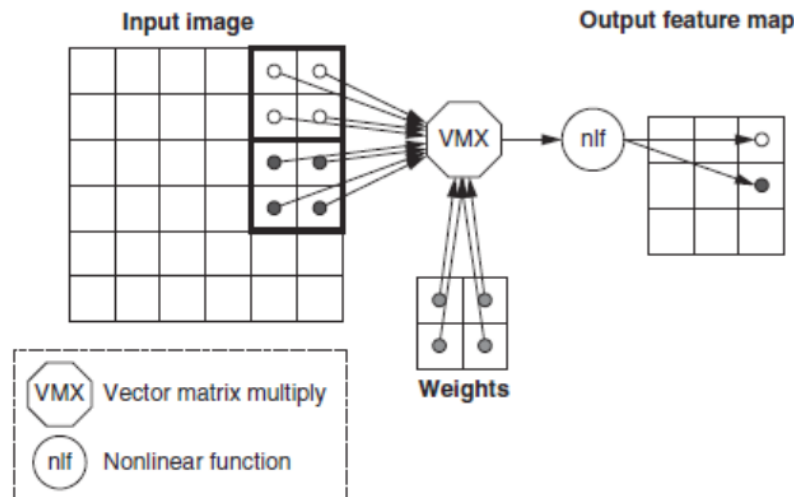 Input image
Output feature map
VMX
nlf
Weights
VMX Vector matrix multiply
nlf Nonlinear function